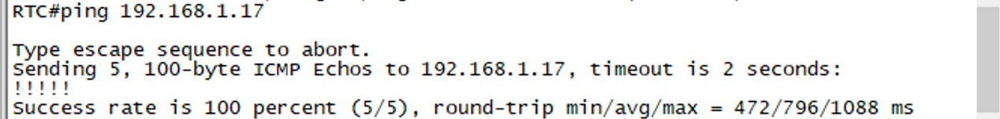 RTC#ping 192.168.1.17
Type escape sequence to abort.
Sending 5, 100-byte ICMP Echos to 192.168.1.17, timeout is 2 seconds:
!!!!!
Success rate is 100 percent (5/5), round-trip min/avg/max = 472/796/1088 ms